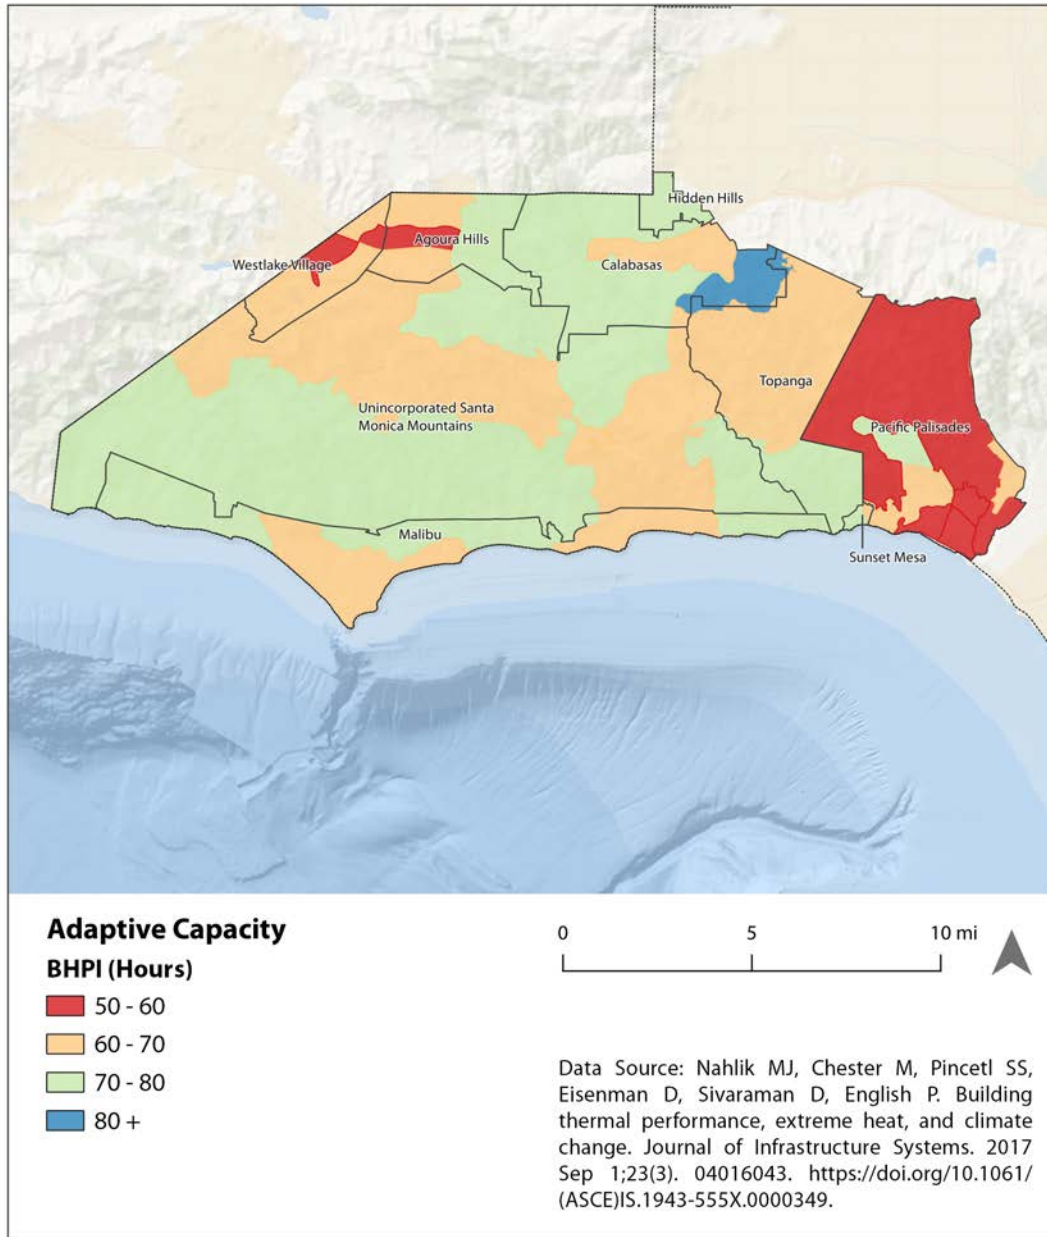 Hidden Hills
Agoura Hills
Westlake Village
Calabasas
Topanga
Unincorporated Santa
Monica Mountains
Pacific Palisades
Malibu
Sunset Mesa
Adaptive Capacity
BHPI (Hours)
50 - 60
60 - 70
70 - 80
80 +
0 5 10 mi
Data Source: Nahlik MJ, Chester M, Pincetl SS,
Eisenman D, Sivaraman D, English P. Building
thermal performance, extreme heat, and climate
change. Journal of Infrastructure Systems. 2017
Sep 1;23(3). 04016043. https://doi.org/10.1061/
(ASCE)IS.1943-555X.0000349.